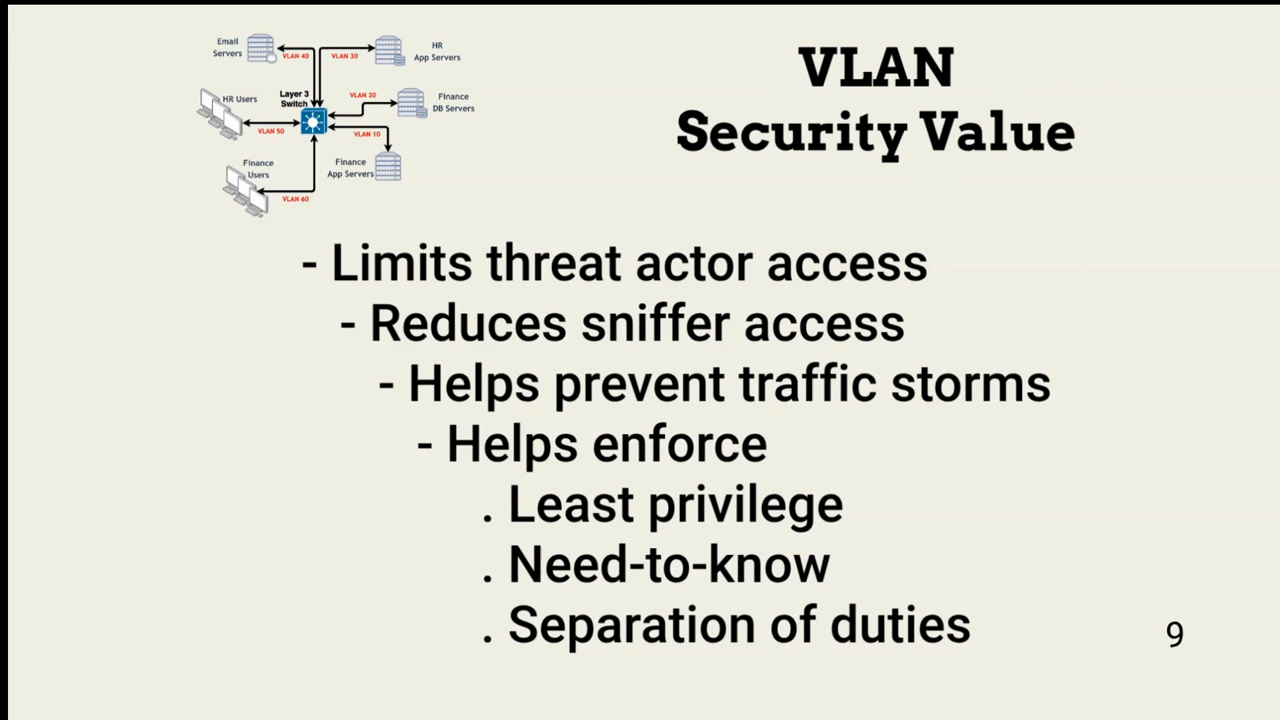 Email
Servers
VLAN 40
VLAN 30
HR
App Servers
HR Users
Layer 3
Switch
VLAN 20
Finance
DB Servers
VLAN 50
VLAN 10
Finance
Users
Finance
App Servers
VLAN 60
VLAN
Security Value
- Limits threat actor access
- Reduces sniffer access
- Helps prevent traffic storms
- Helps enforce
. Least privilege
. Need-to-know
. Separation of duties
9